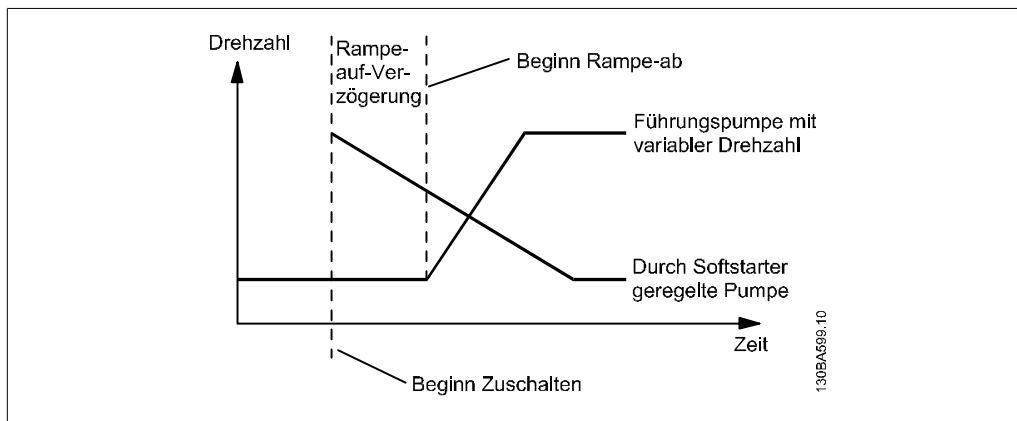 Drehzahl
Rampe-
auf-Ver-
zögerung
Beginn Rampe-ab
Führungspumpe mit
variabler Drehzahl
Durch Softstarter
geregelte Pumpe
Zeit
Beginn Zuschalten
130BA599.10